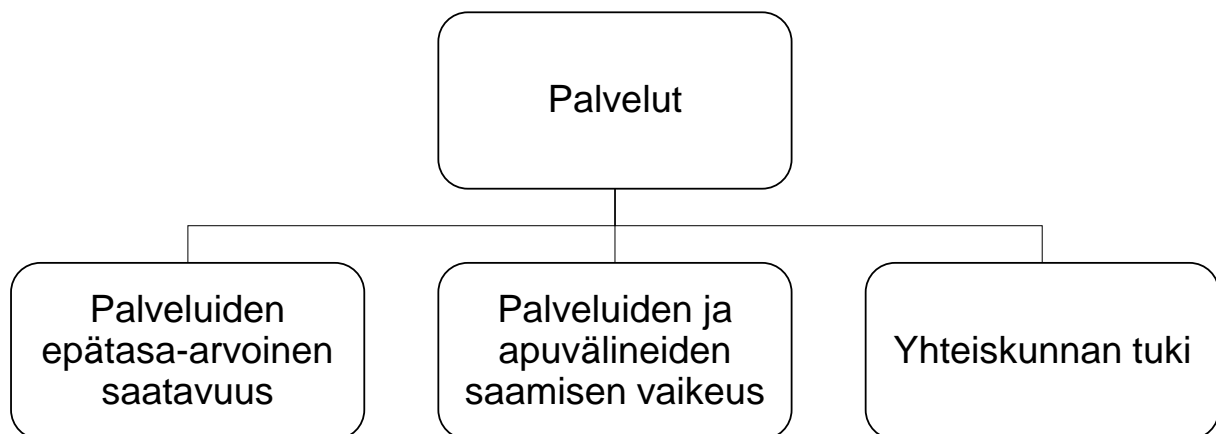 Palvelut
Palveluiden
epätasa-arvoinen
saatavuus
Palveluiden ja
apuvälineiden
saamisen vaikeus
Yhteiskunnan tuki